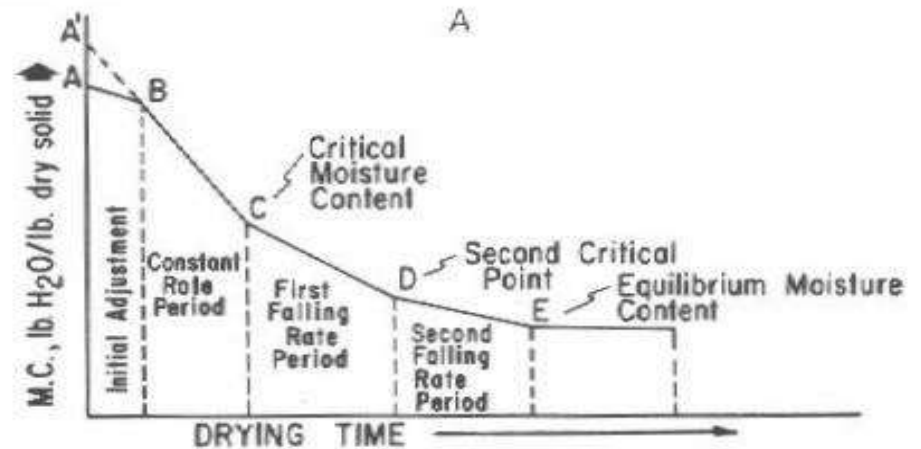 A
A'
A
B
Critical
Moisture
Content
C
Second Critical
Point
D
Equilibrium Moisture
Content
E
M.C., lb. H2O/lb. dry solid
Initial Adjustment
Constant
Rate
Period
First
Falling
Rate
Period
Second
Falling
Rate
Period
DRYING TIME